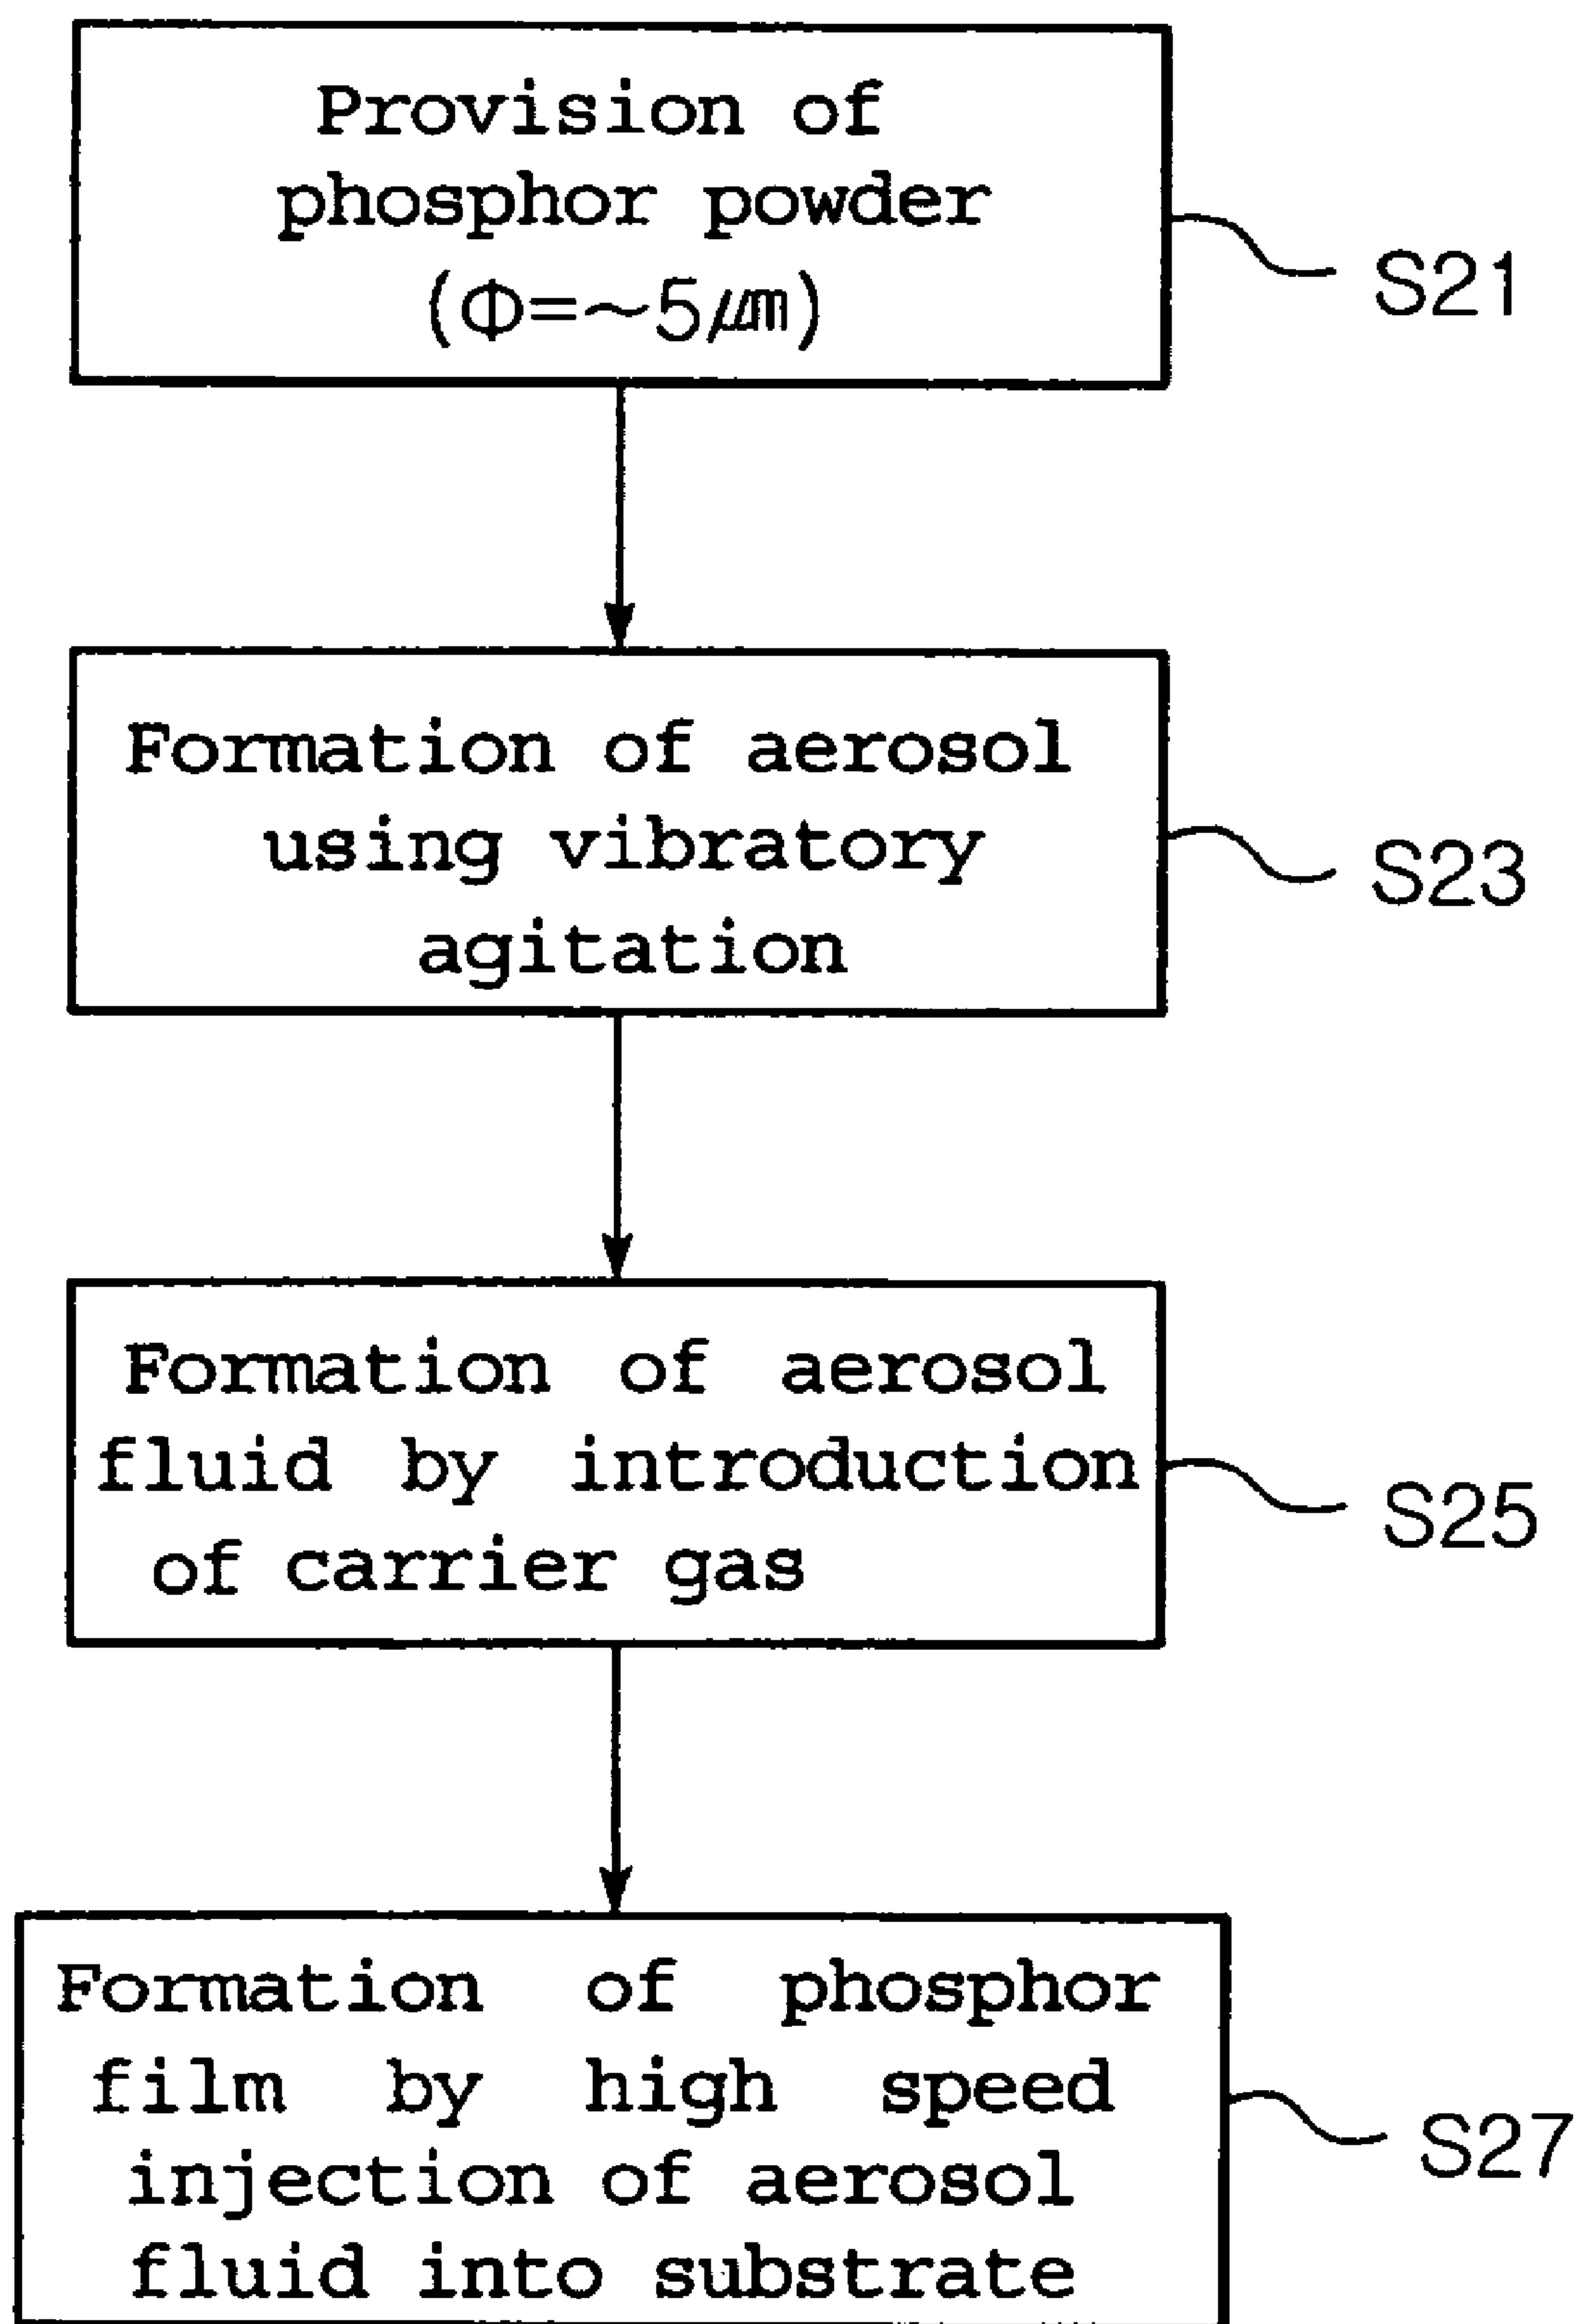 Provision of
phosphor powder
(Φ=~5㎛)
S21
Formation of aerosol
using vibratory
agitation
S23
Formation of aerosol
fluid by introduction
of carrier gas
S25
Formation of phosphor
film by high speed
injection of aerosol
fluid into substrate
S27